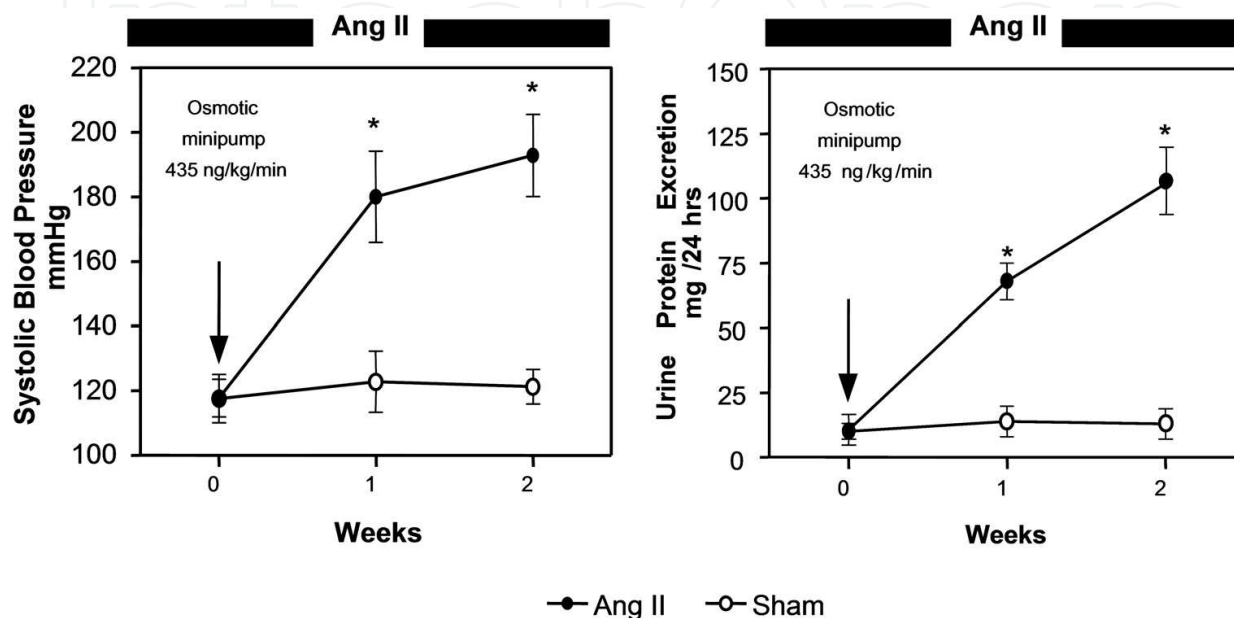 Ang II
Systolic Blood Pressure
mmHg
220
200
180
160
140
120
100
Osmotic
minipump
435 ng/kg/min
*
*
0
1
2
Weeks
Ang II
Urine Protein Excretion
mg /24 hrs
150
125
100
75
50
25
0
Osmotic
minipump
435 ng/kg/min
*
*
0
1
2
Weeks
Ang II
Sham